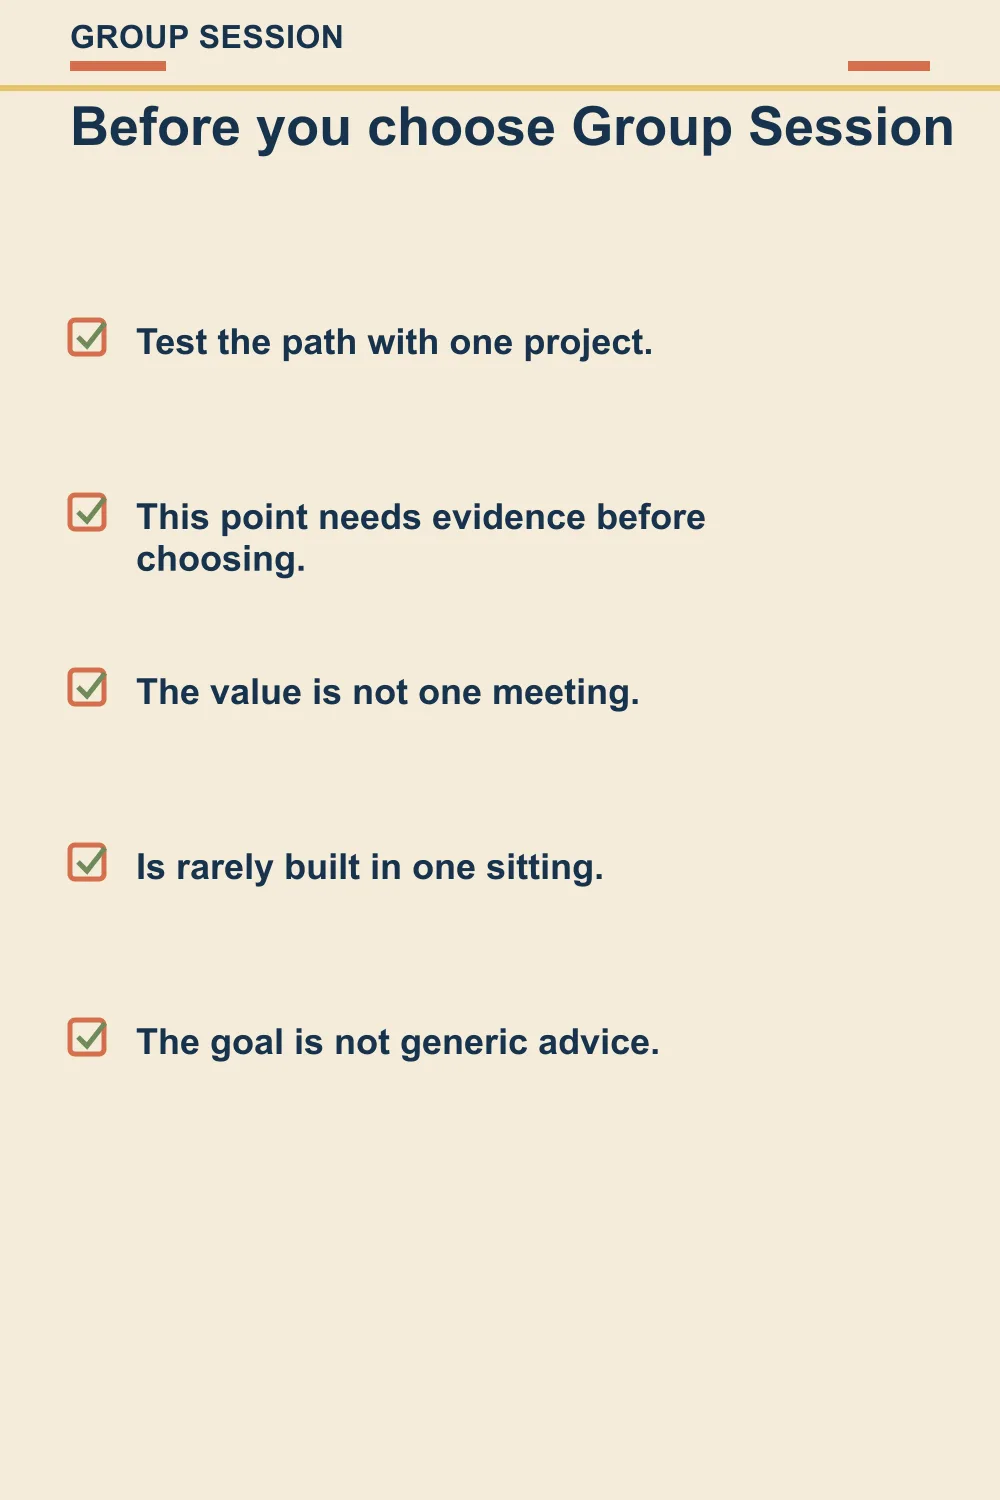 GROUP SESSION
Before you choose Group Session
Test the path with one project.
This point needs evidence before
choosing.
The value is not one meeting.
Is rarely built in one sitting.
The goal is not generic advice.